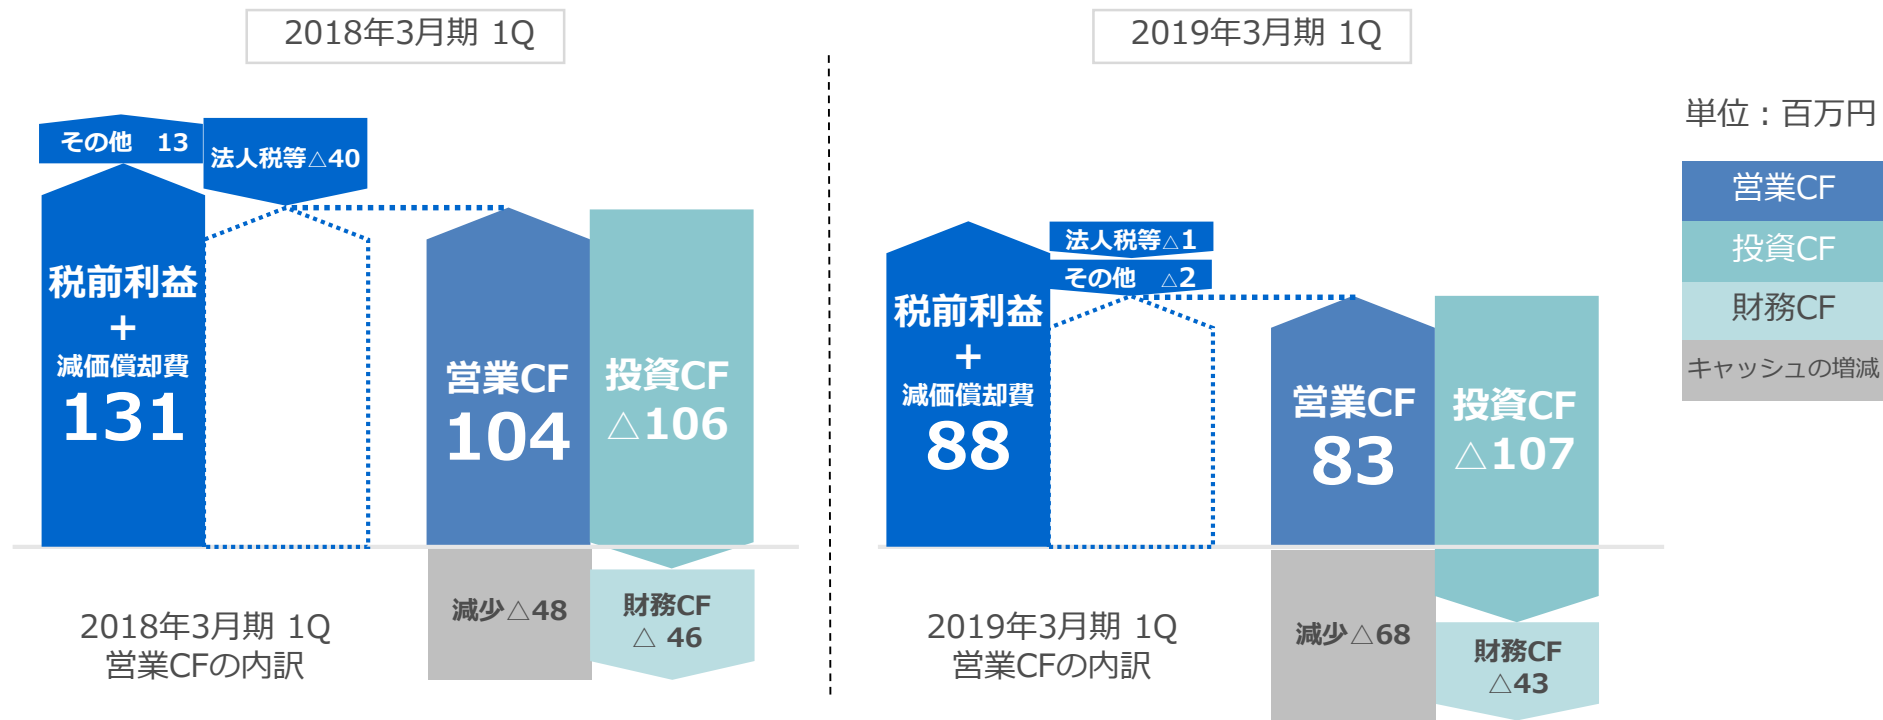 2018年3月期 1Q
その他 13
法人税等△40
税前利益
+
減価償却費
131
営業CF
104
投資CF
△106
減少△48
財務CF
△ 46
2018年3月期 1Q
営業CFの内訳
2019年3月期 1Q
法人税等△1
その他 △2
税前利益
+
減価償却費
88
営業CF
83
投資CF
△107
減少△68
財務CF
△43
2019年3月期 1Q
営業CFの内訳
単位：百万円
営業CF
投資CF
財務CF
キャッシュの増減